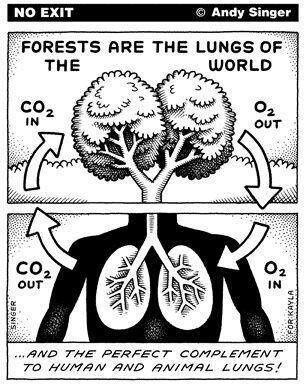 NO EXIT © Andy Singer
FORESTS ARE THE LUNGS OF
THE WORLD
CO2 IN
O2 OUT
CO2 OUT
O2 IN
SINGER
FOR KAYLA
...AND THE PERFECT COMPLEMENT
TO HUMAN AND ANIMAL LUNGS!